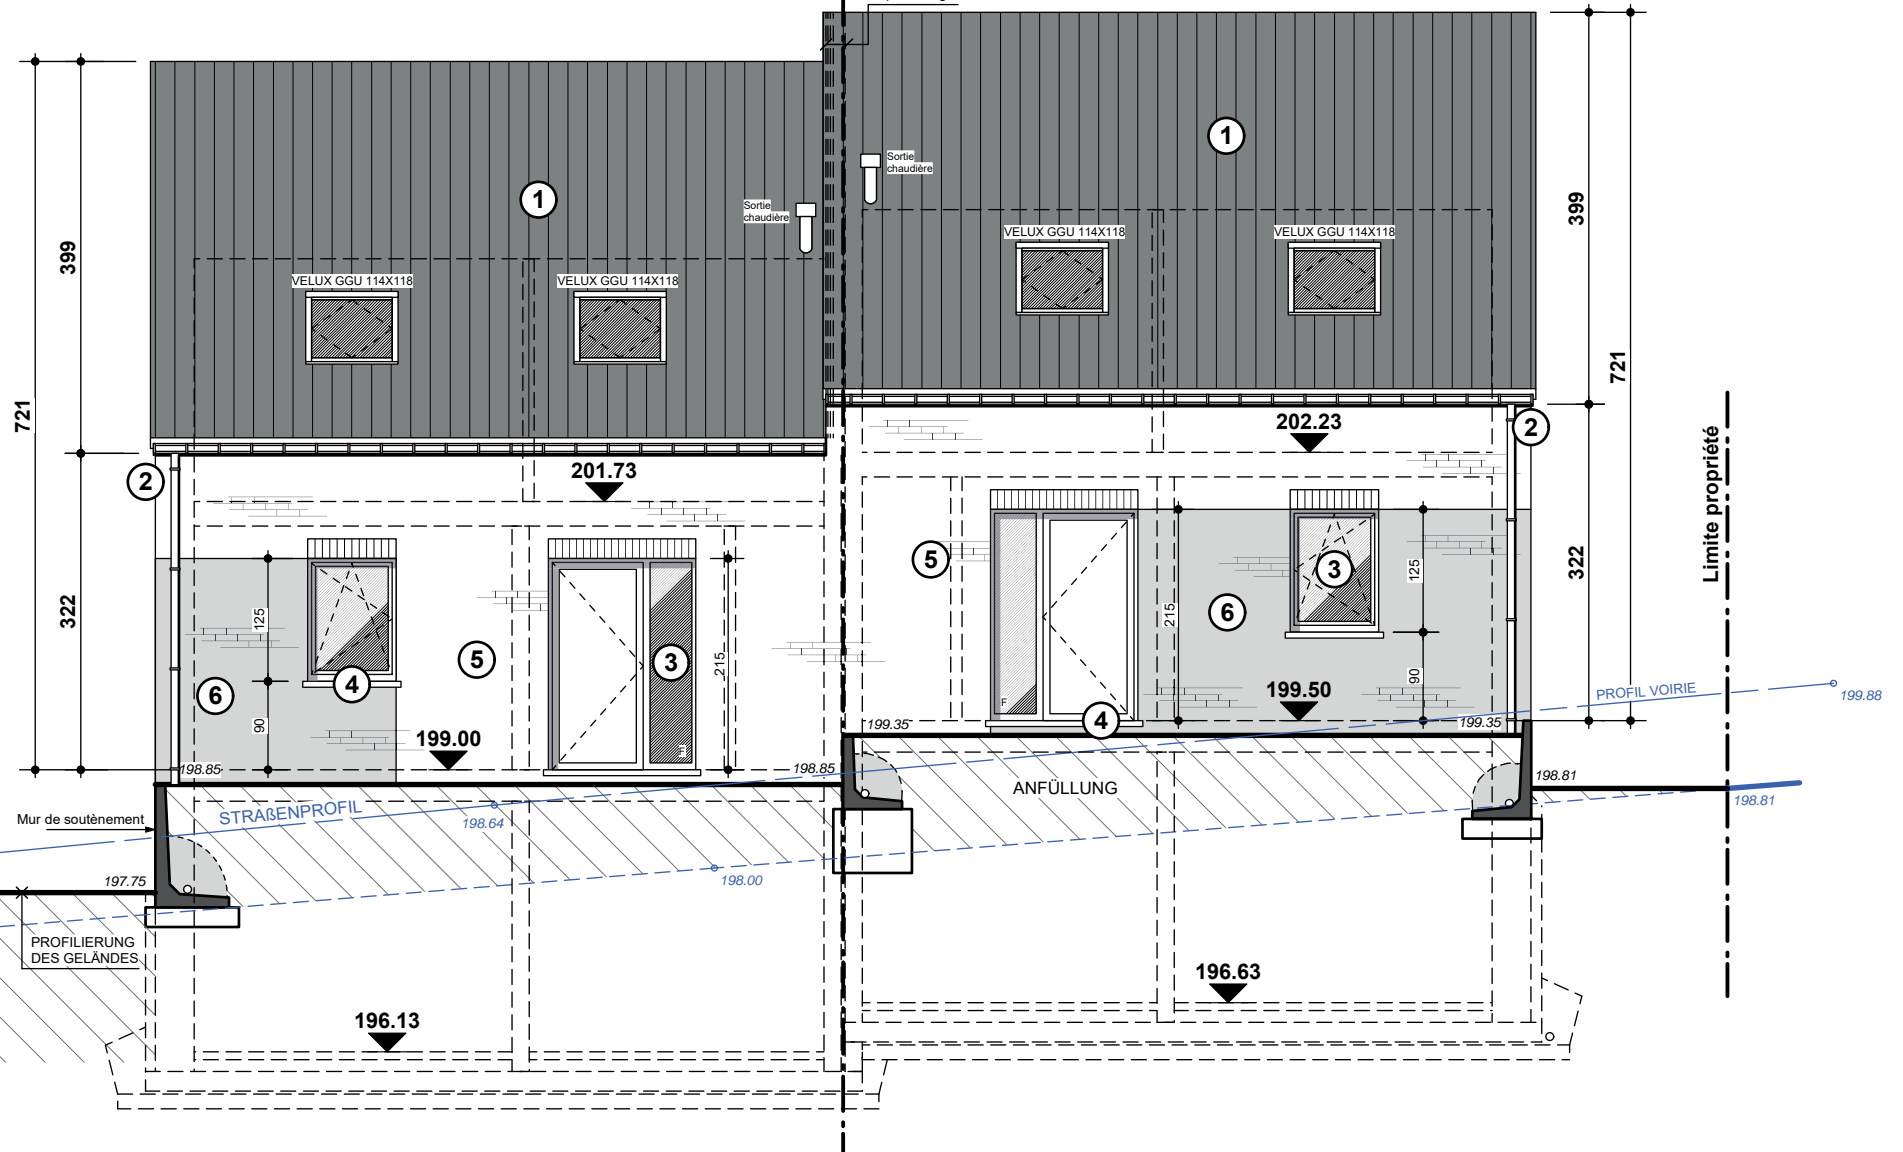 1
1
399
399
721
721
322
322
Sortie
chaudière
Sortie
chaudière
VELUX GGU 114X118
VELUX GGU 114X118
VELUX GGU 114X118
VELUX GGU 114X118
2
2
201.73
202.23
Limite propriété
125
90
215
215
125
90
3
3
4
4
5
5
6
6
F
F
199.00
199.50
198.85
198.85
199.35
199.35
PROFIL VOIRIE
199.88
198.81
198.81
STRAßENPROFIL
198.64
198.00
ANFÜLLUNG
Mur de soutènement
197.75
PROFILIERUNG
DES GELÄNDES
196.13
196.63